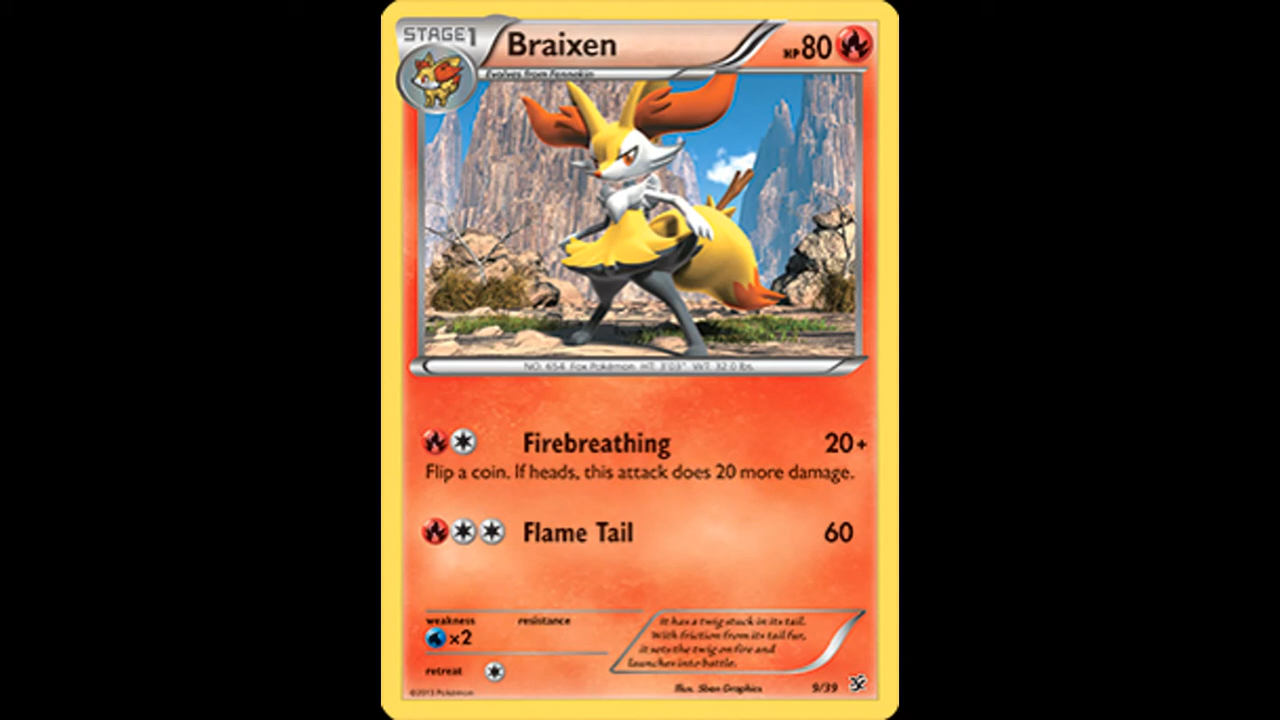 STAGE1
Braixen
HP80
Evolves from Fennekin
NO. 654 Fox Pokémon HT: 3'03" WT: 32.0 lbs.
Firebreathing 20+
Flip a coin. If heads, this attack does 20 more damage.
Flame Tail 60
weakness resistance
×2
retreat
It has a twig stuck in its tail.
With friction from its tail fur,
it sets the twig on fire and
launches into battle.
©2013 Pokémon
Illus. 5ban Graphics
9/39